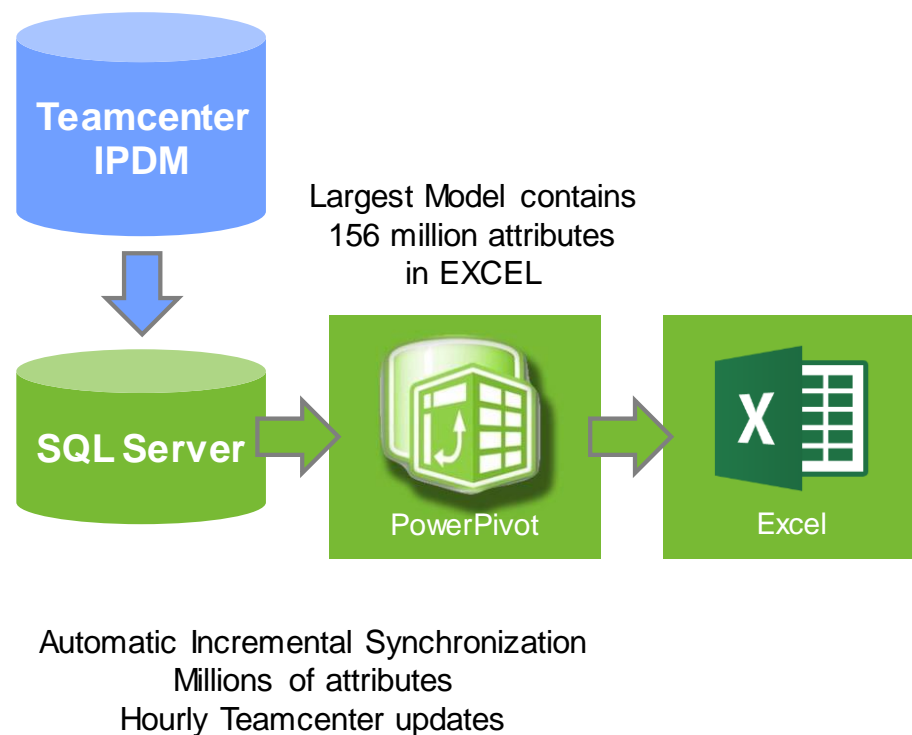 Teamcenter
IPDM
Largest Model contains
156 million attributes
in EXCEL
SQL Server
PowerPivot
X
Excel
Automatic Incremental Synchronization
Millions of attributes
Hourly Teamcenter updates